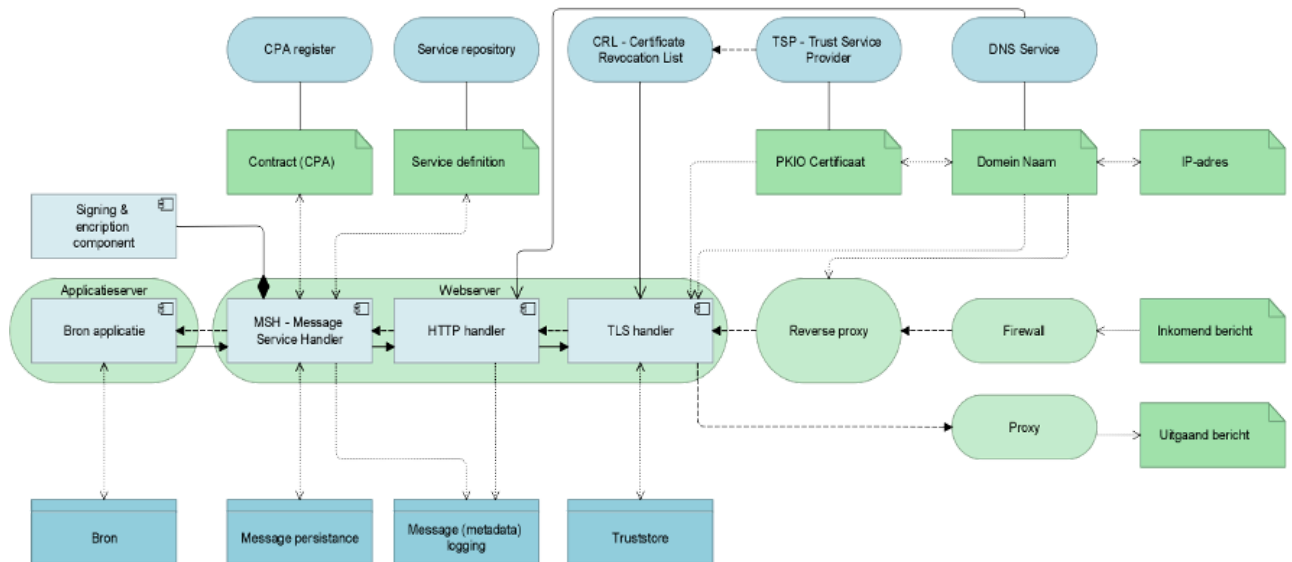 CPA register
Service repository
CRL - Certificate
Revocation List
TSP - Trust Service
Provider
DNS Service
Contract (CPA)
Service definition
PKIO Certificaat
Domein Naam
IP-adres
Signing &
encription
component
Applicatieserver
Webserver
Bron applicatie
MSH - Message
Service Handler
HTTP handler
TLS handler
Reverse proxy
Firewall
Inkomend bericht
Proxy
Uitgaand bericht
Bron
Message persistance
Message (metadata)
logging
Truststore